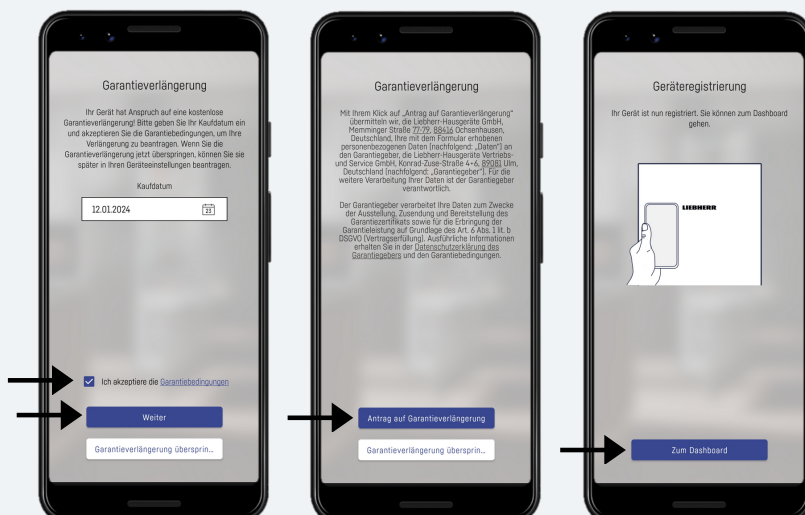 Garantieverlängerung
Ihr Gerät hat Anspruch auf eine kostenlose
Garantieverlängerung! Bitte geben Sie Ihr Kaufdatum ein
und akzeptieren Sie die Garantiebedingungen, um Ihre
Verlängerung zu beantragen. Wenn Sie die
Garantieverlängerung jetzt überspringen, können Sie sie
später in Ihren Geräteeinstellungen beantragen.
Kaufdatum
12.01.2024
23
Ich akzeptiere die Garantiebedingungen
Weiter
Garantieverlängerung übersprin...
Garantieverlängerung
Mit Ihrem Klick auf „Antrag auf Garantieverlängerung"
übermitteln wir, die Liebherr-Hausgeräte GmbH,
Memminger Straße 77-79, 88416 Ochsenhausen,
Deutschland, Ihre mit dem Formular erhobenen
personenbezogenen Daten (nachfolgend: „Daten") an
den Garantiegeber, die Liebherr-Hausgeräte Vertriebs-
und Service GmbH, Konrad-Zuse-Straße 4+6, 89081 Ulm,
Deutschland (nachfolgend: „Garantiegeber"). Für die
weitere Verarbeitung Ihrer Daten ist der Garantiegeber
verantwortlich.
Der Garantiegeber verarbeitet Ihre Daten zum Zwecke
der Ausstellung, Zusendung und Bereitstellung des
Garantiezertifikats sowie für die Erbringung der
Garantieleistung auf Grundlage des Art. 6 Abs. 1 lit. b
DSGVO (Vertragserfüllung). Ausführliche Informationen
erhalten Sie in der Datenschutzerklärung des
Garantiegebers und den Garantiebedingungen.
Antrag auf Garantieverlängerung
Garantieverlängerung übersprin...
Geräteregistrierung
Ihr Gerät ist nun registriert. Sie können zum Dashboard
gehen.
LIEBHERR
Zum Dashboard